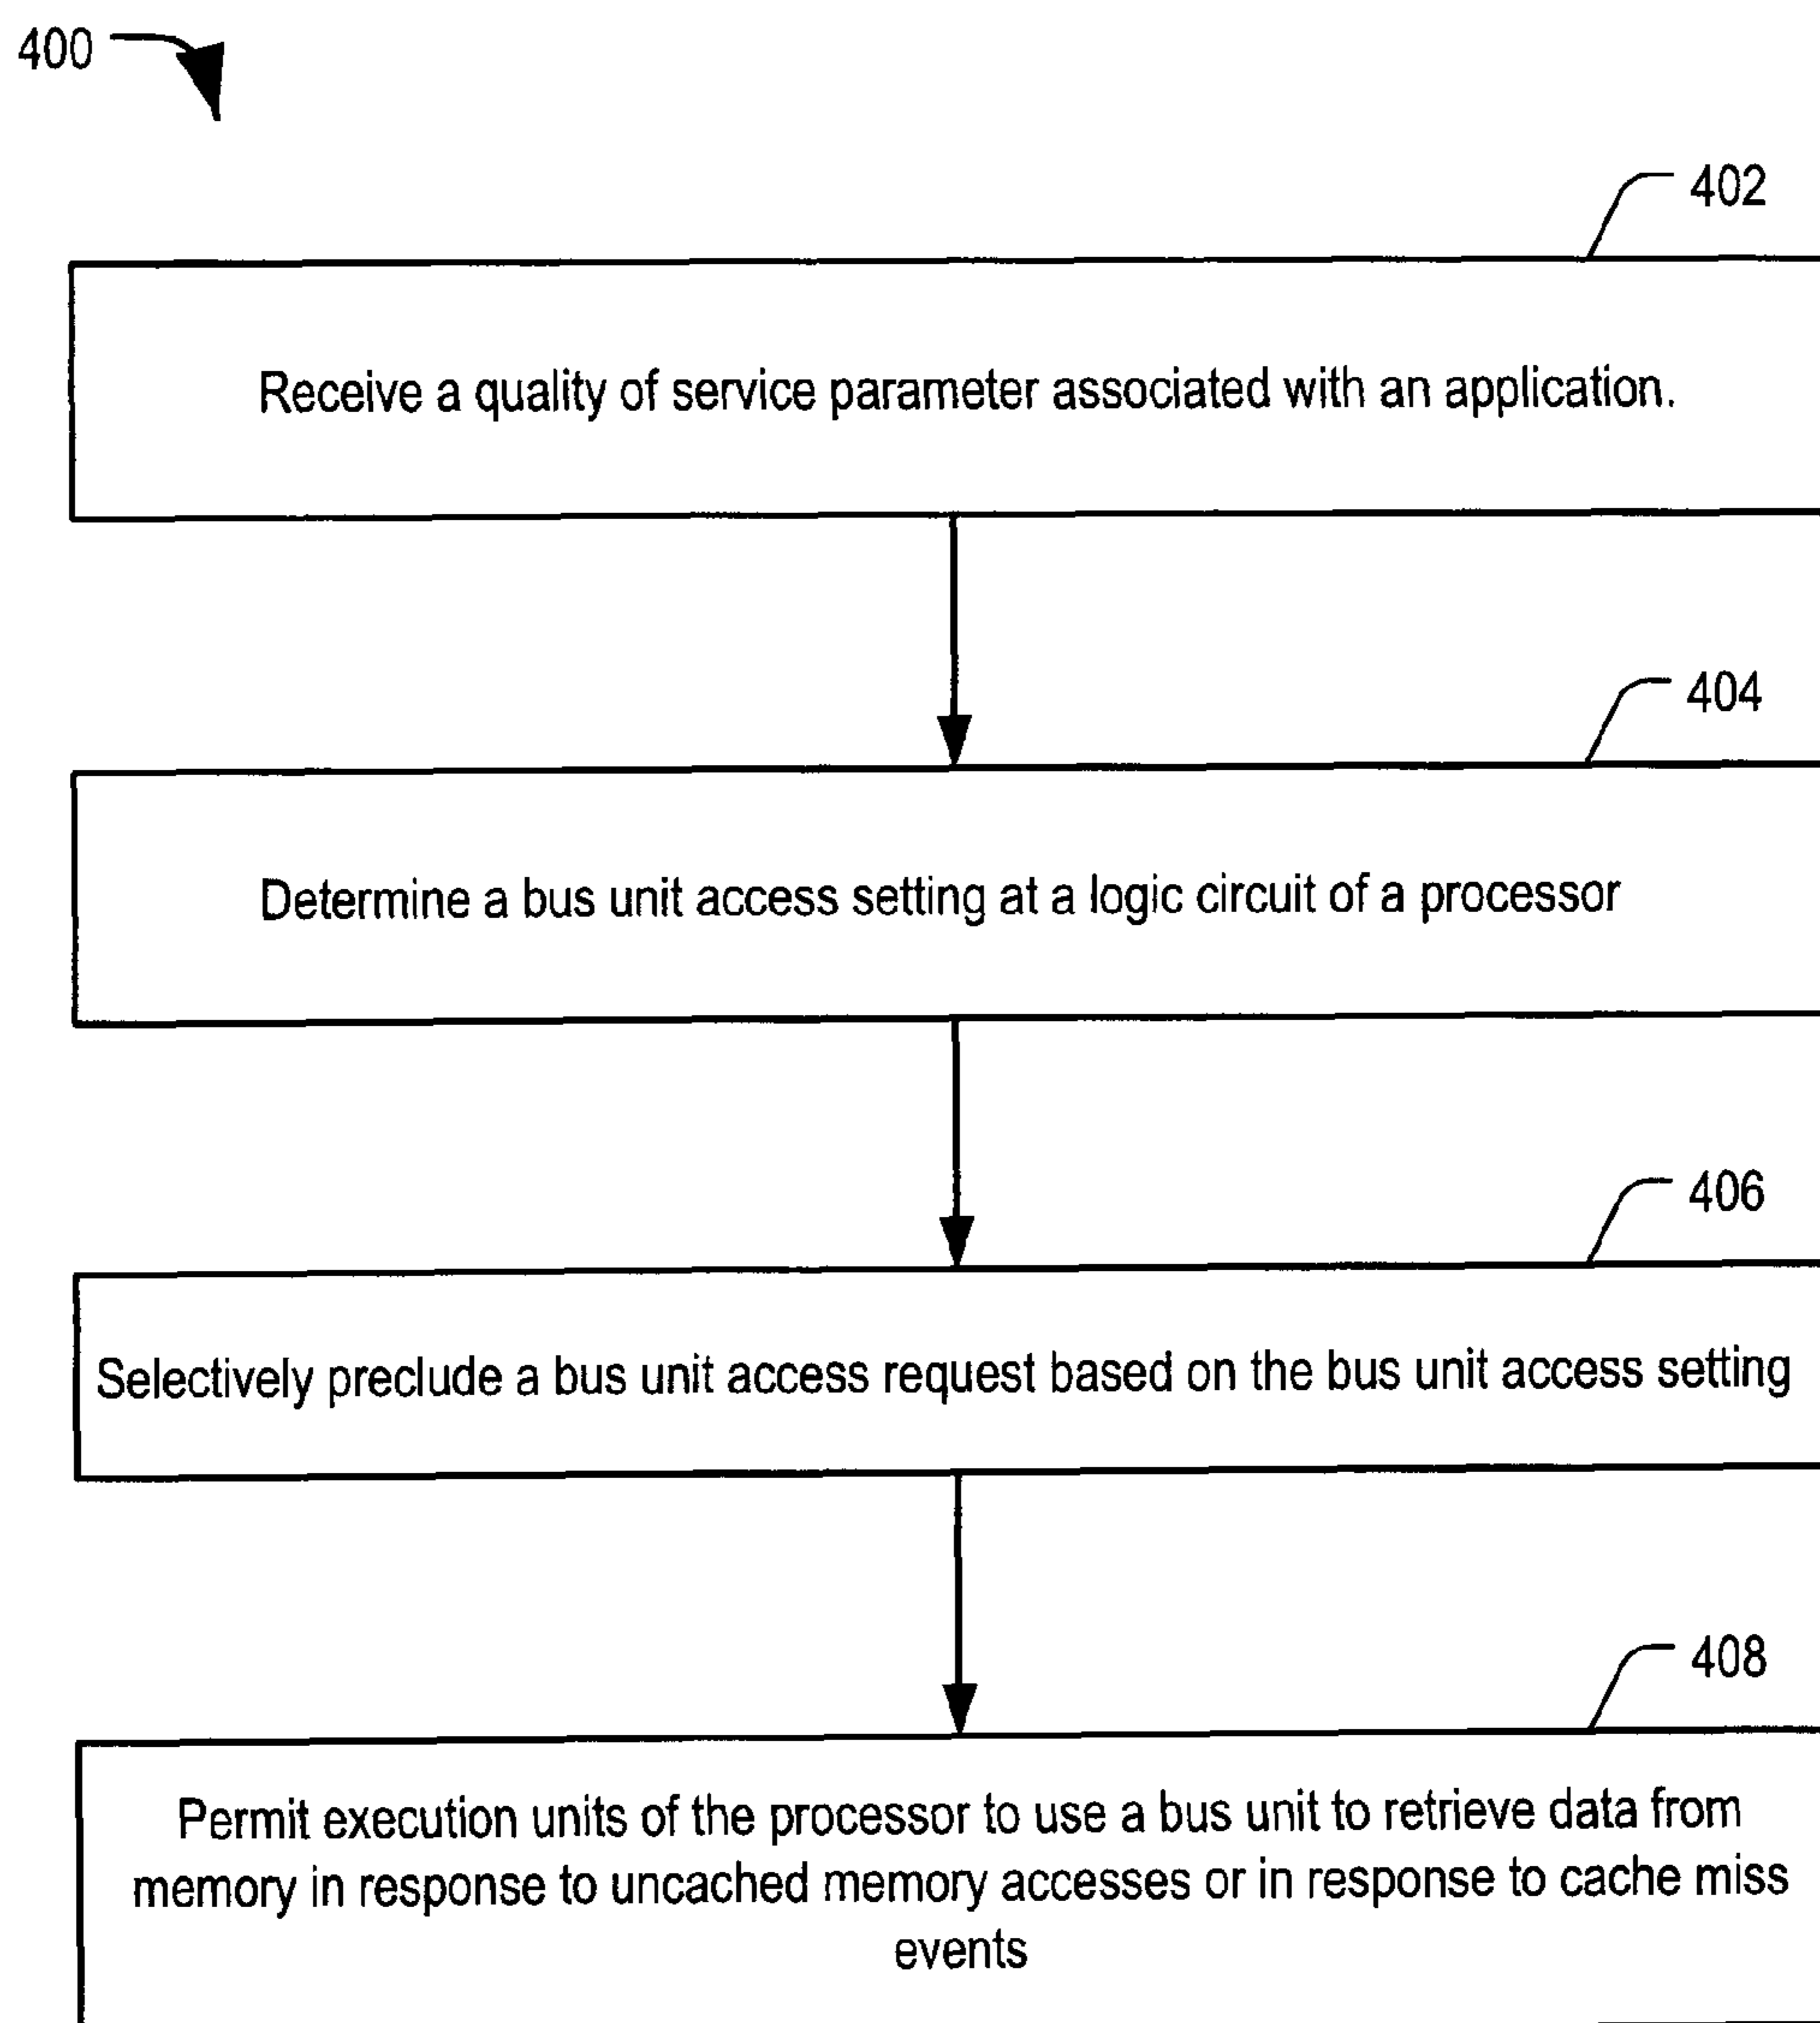 400
402
Receive a quality of service parameter associated with an application.
404
Determine a bus unit access setting at a logic circuit of a processor
406
Selectively preclude a bus unit access request based on the bus unit access setting
408
Permit execution units of the processor to use a bus unit to retrieve data from
memory in response to uncached memory accesses or in response to cache miss
events